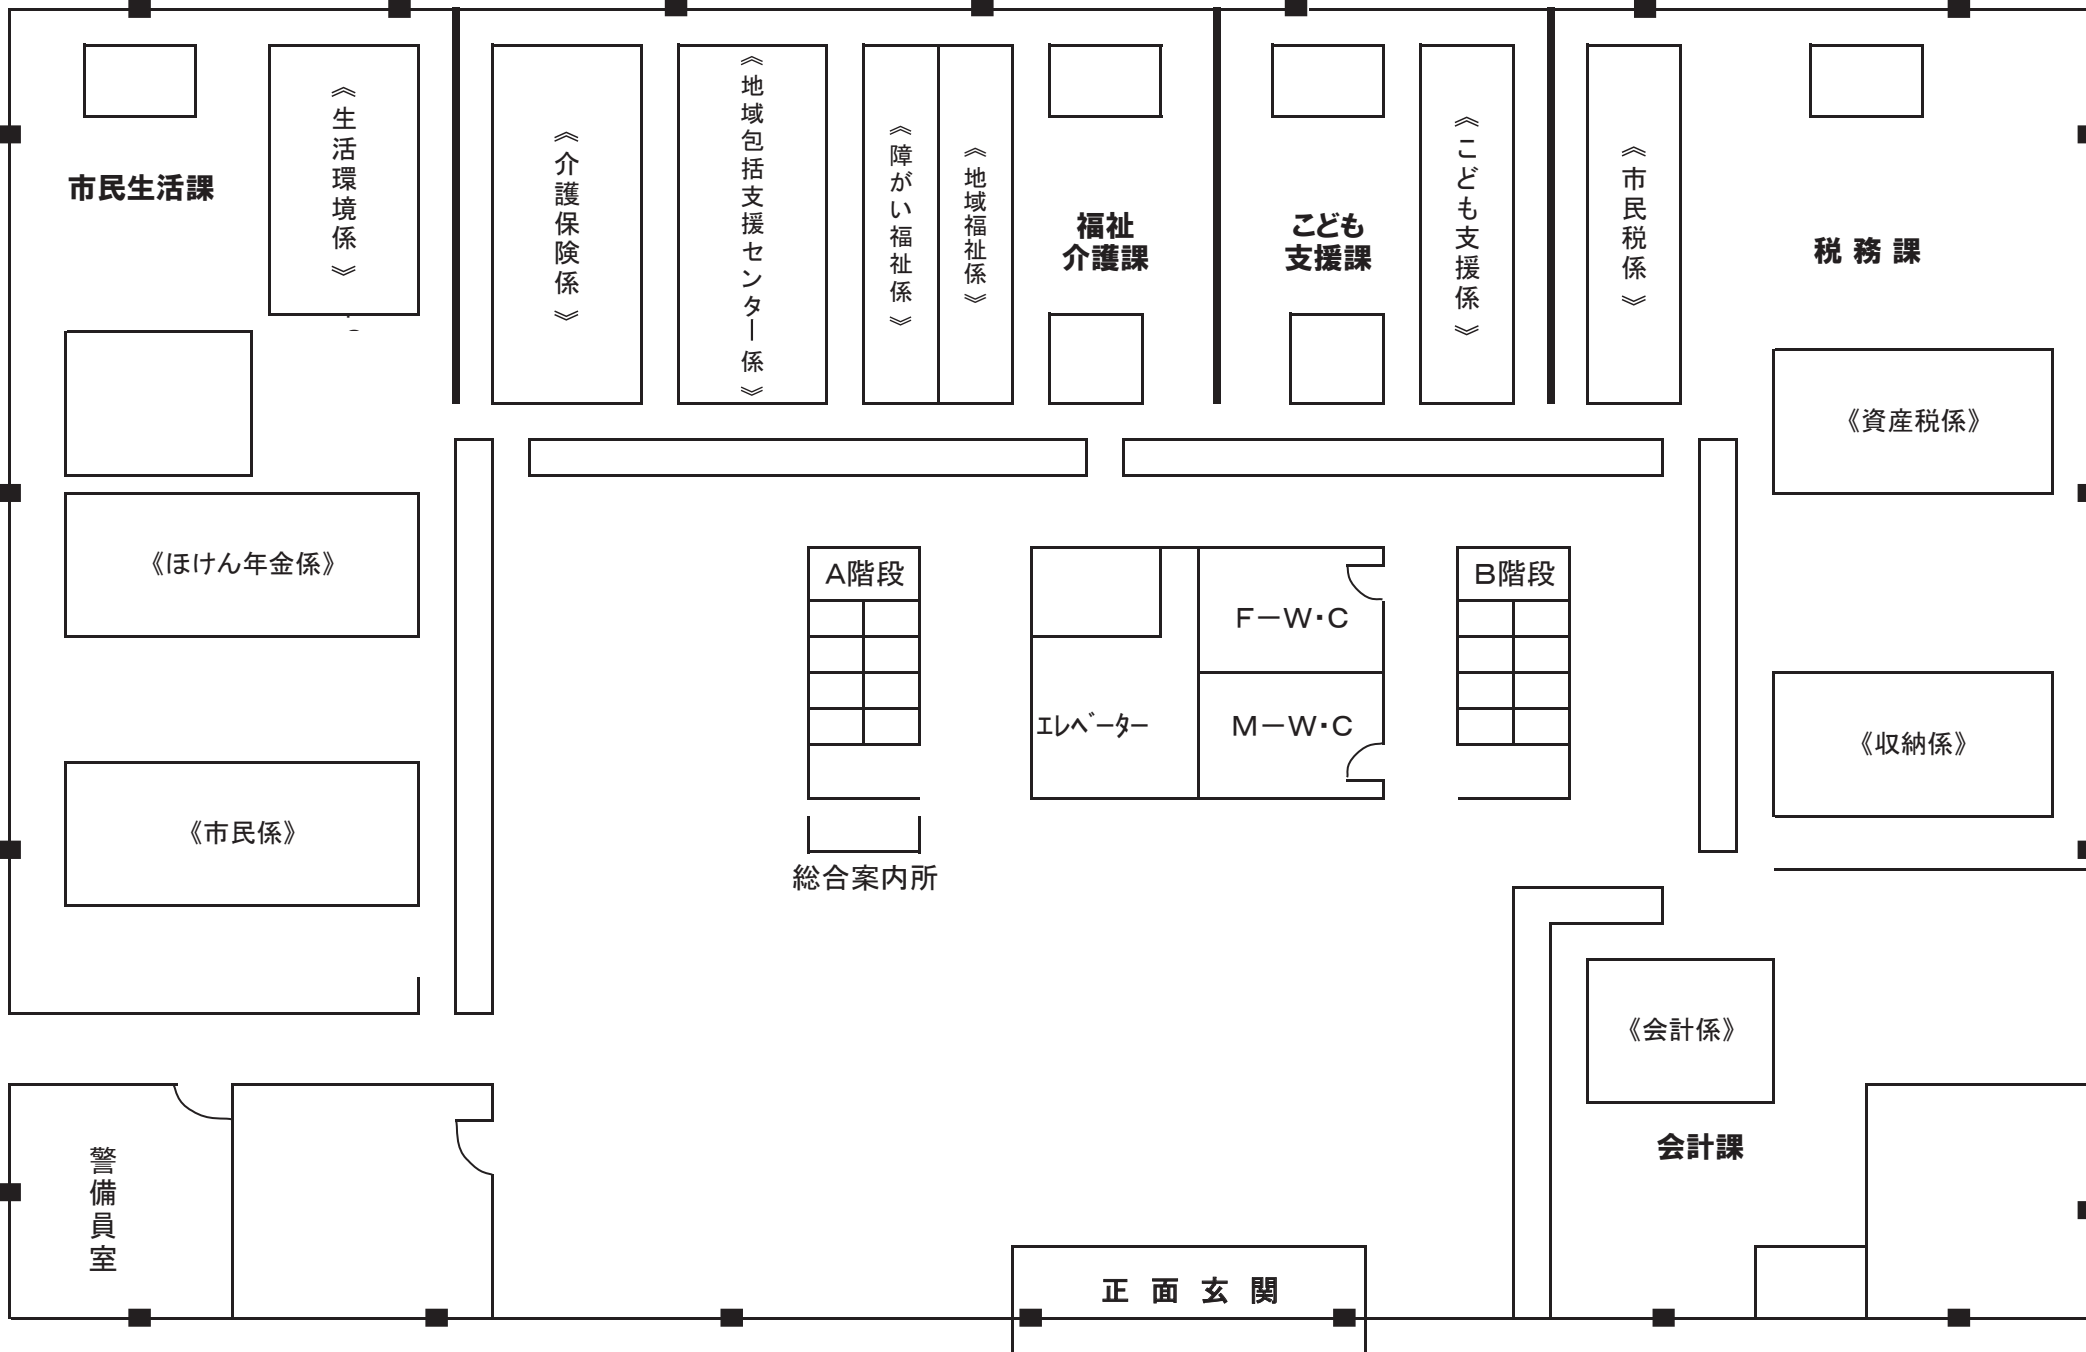 市民生活課
《生活環境係》
《介護保険係》
《地域包括支援センター係》
《障がい福祉係》
《地域福祉係》
福祉
介護課
こども
支援課
《こども支援係》
《市民税係》
税務課
《資産税係》
《ほけん年金係》
A階段
エレベーター
F－W・C
M－W・C
B階段
《収納係》
《市民係》
総合案内所
《会計係》
会計課
警備員室
正面玄関